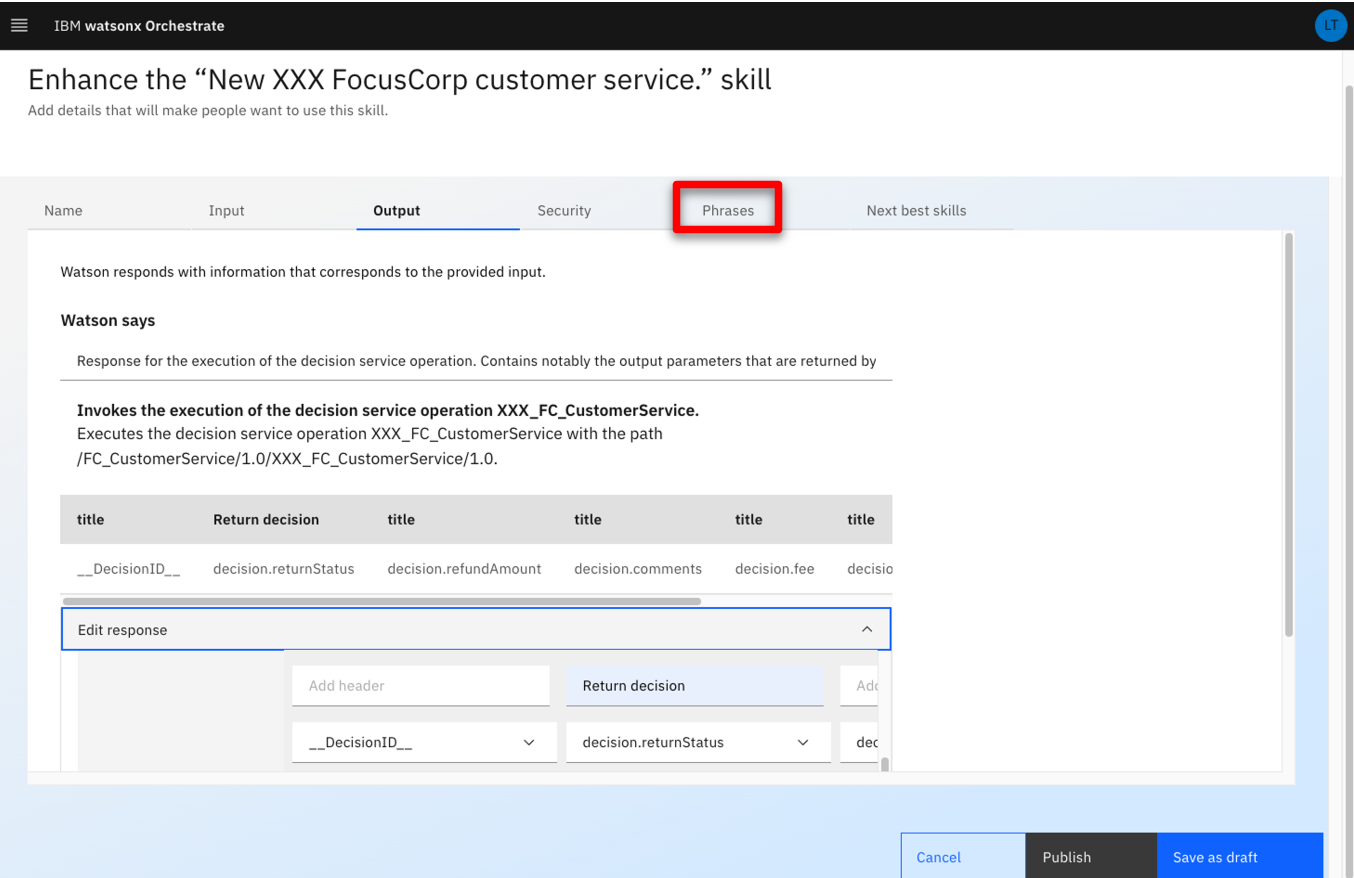 IBM watsonx Orchestrate
LT
Enhance the “New XXX FocusCorp customer service.” skill
Add details that will make people want to use this skill.
Name Input Output Security Phrases Next best skills
Watson responds with information that corresponds to the provided input.
Watson says
Response for the execution of the decision service operation. Contains notably the output parameters that are returned by
Invokes the execution of the decision service operation XXX_FC_CustomerService.
Executes the decision service operation XXX_FC_CustomerService with the path
/FC_CustomerService/1.0/XXX_FC_CustomerService/1.0.
title Return decision title title title title
__DecisionID__ decision.returnStatus decision.refundAmount decision.comments decision.fee decisio
Edit response
Add header Return decision Add
__DecisionID__ decision.returnStatus dec
Cancel Publish Save as draft